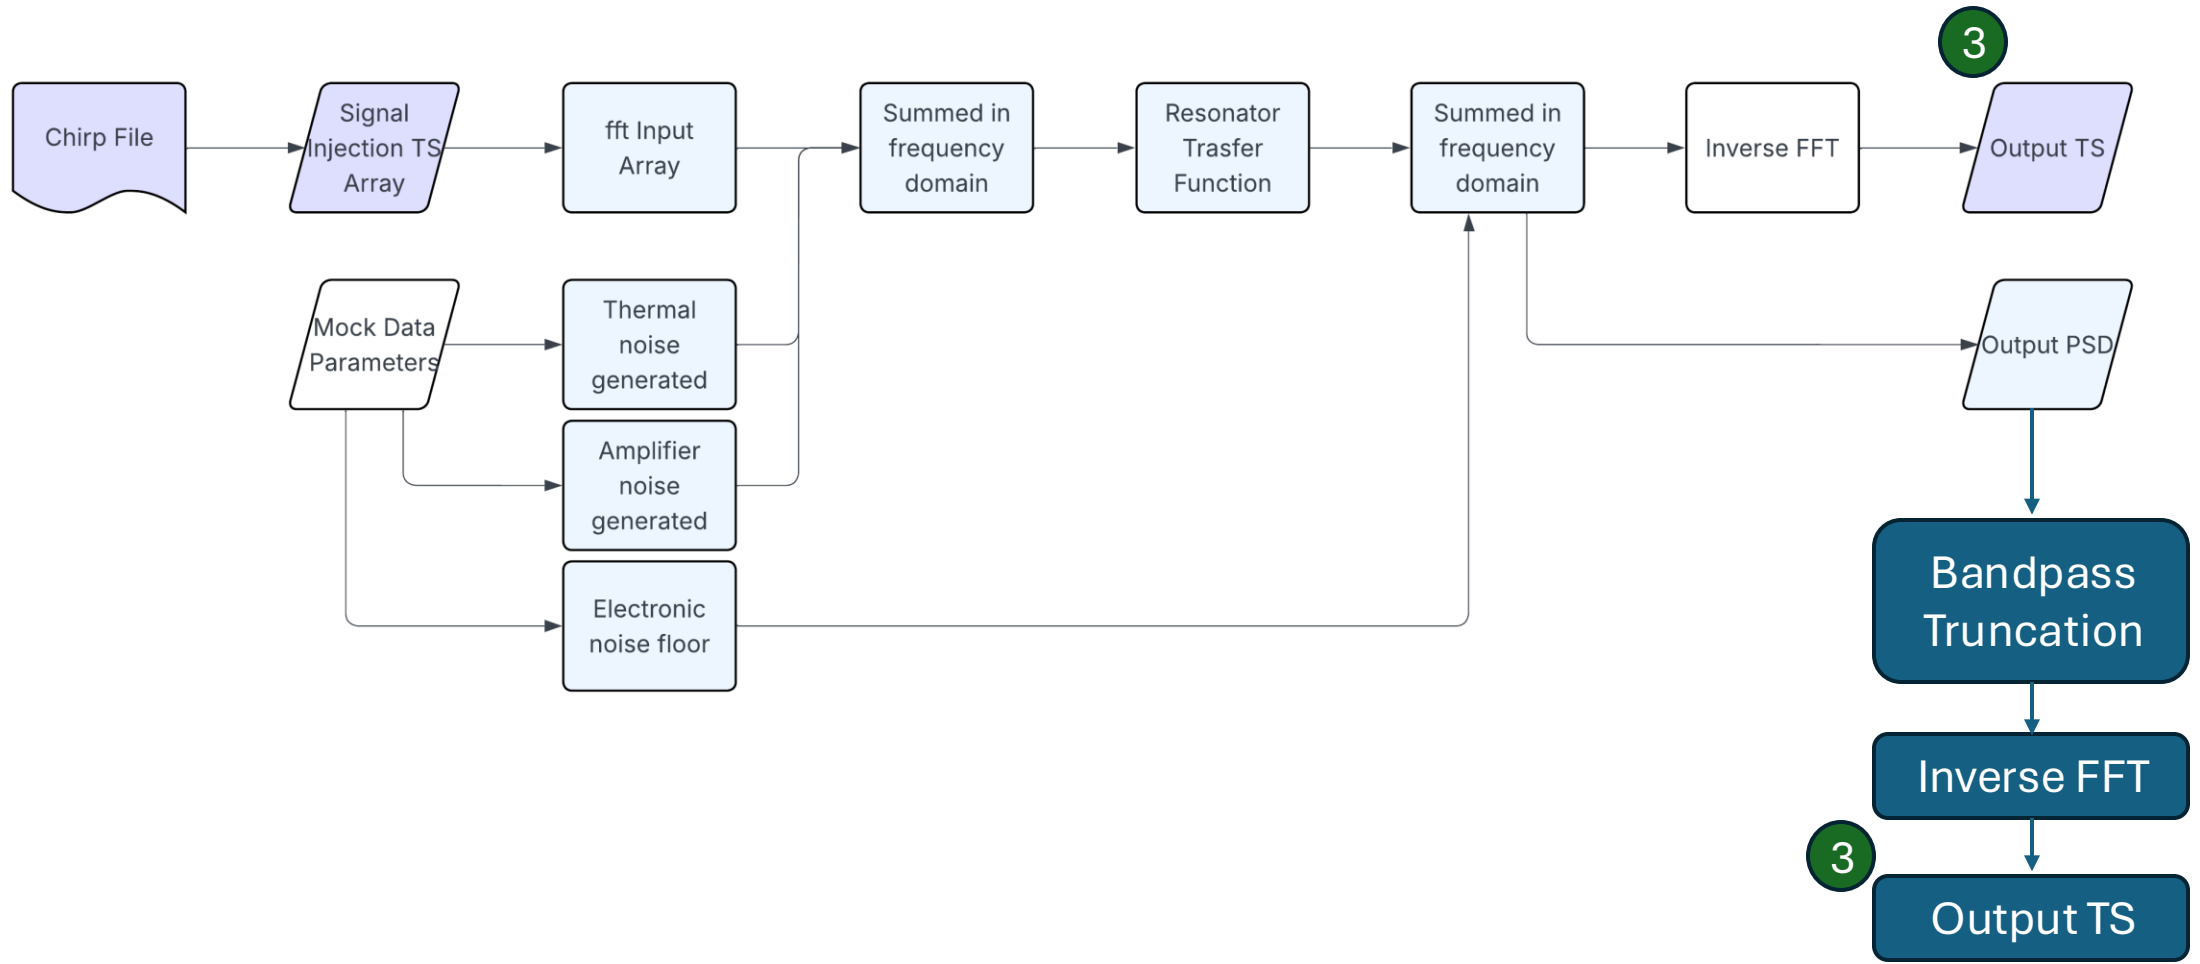 3
Chirp File
Signal
Injection TS
Array
fft Input
Array
Summed in
frequency
domain
Resonator
Trasfer
Function
Summed in
frequency
domain
Inverse FFT
Output TS
Mock Data
Parameters
Thermal
noise
generated
Output PSD
Amplifier
noise
generated
Electronic
noise floor
Bandpass
Truncation
Inverse FFT
3
Output TS